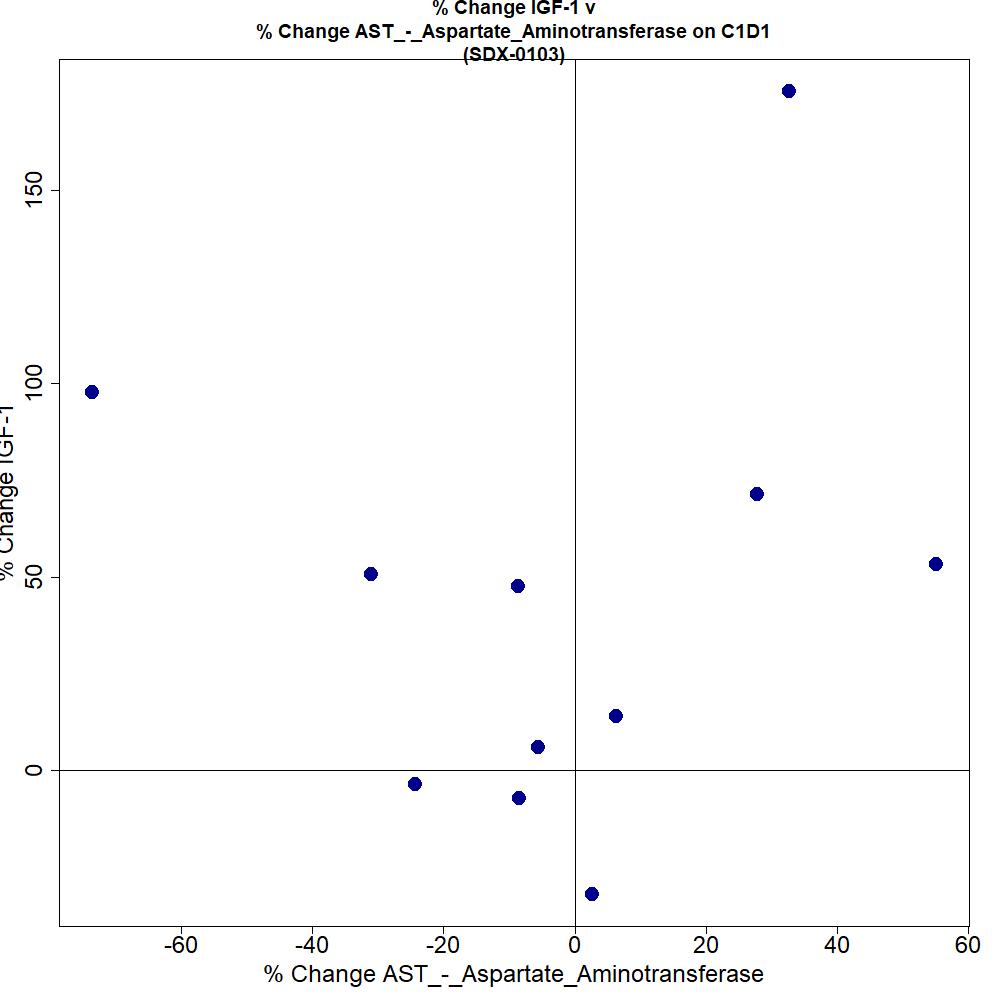 % Change IGF-1 v
% Change AST_-_Aspartate_Aminotransferase on C1D1
(SDX-0103)
% Change IGF-1
150
100
50
0
-60 -40 -20 0 20 40 60
% Change AST_-_Aspartate_Aminotransferase